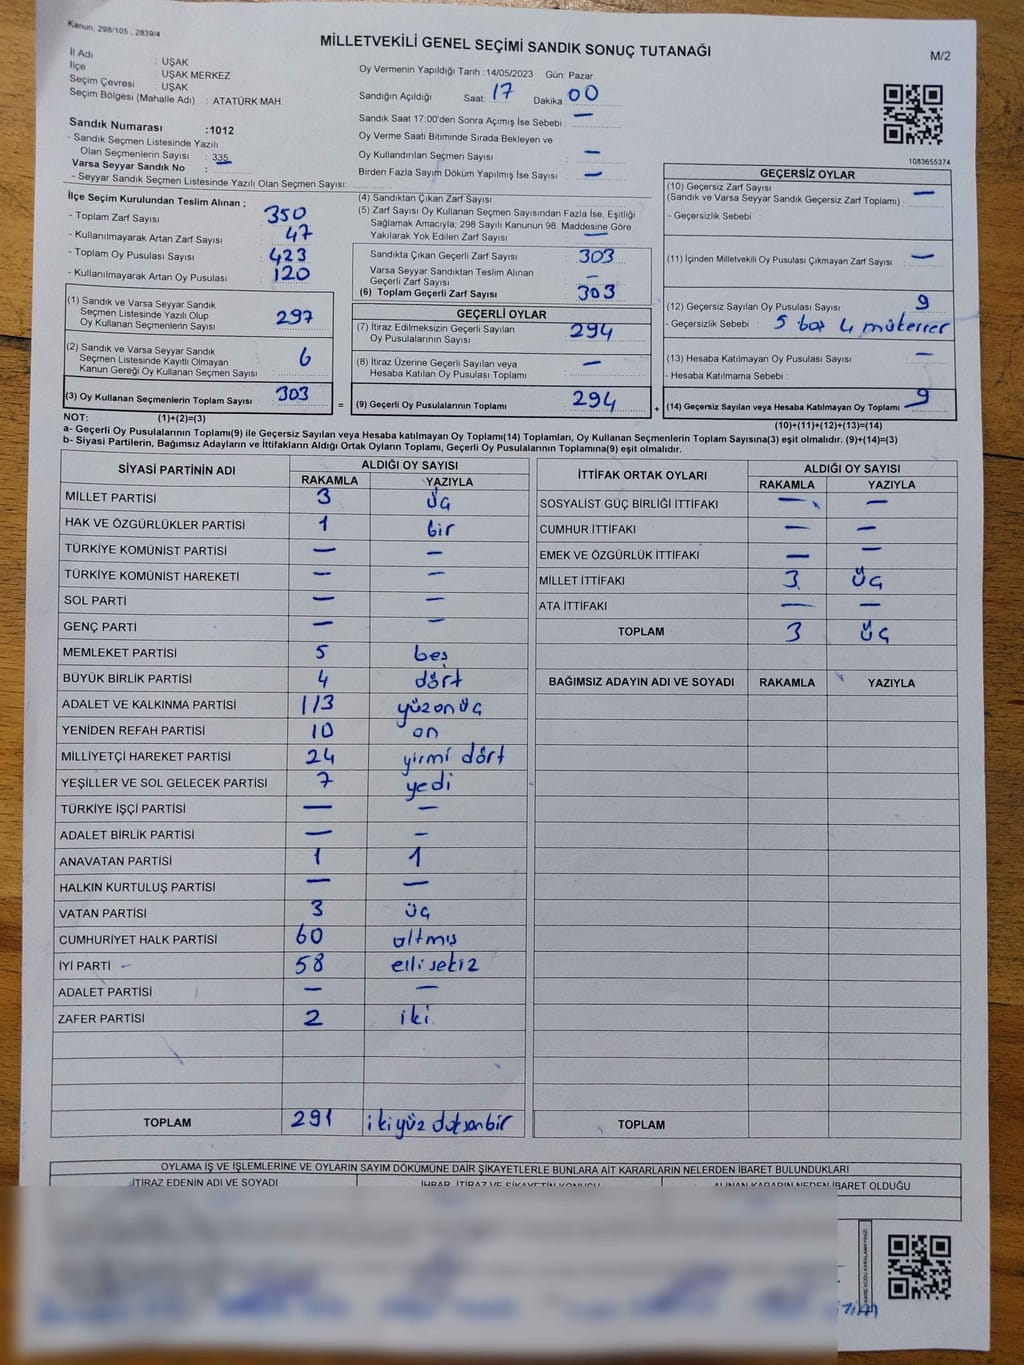 Kanun, 298/105 , 2839/4
MİLLETVEKİLİ GENEL SEÇİMİ SANDIK SONUÇ TUTANAĞI
M/2
İl Adı : UŞAK
İlçe : UŞAK MERKEZ
Seçim Çevresi : UŞAK
Seçim Bölgesi (Mahalle Adı) : ATATÜRK MAH.
Sandık Numarası :1012
- Sandık Seçmen Listesinde Yazılı
Olan Seçmenlerin Sayısı : 335
Varsa Seyyar Sandık No :
- Seyyar Sandık Seçmen Listesinde Yazılı Olan Seçmen Sayısı:
Oy Vermenin Yapıldığı Tarih :14/05/2023 Gün: Pazar
Sandığın Açıldığı Saat: 17 Dakika : 00
Sandık Saat 17:00'den Sonra Açımış İse Sebebi : —
Oy Verme Saati Bitiminde Sırada Bekleyen ve
Oy Kullandırılan Seçmen Sayısı : —
Birden Fazla Sayım Döküm Yapılmış İse Sayısı : —
1083655374
İlçe Seçim Kurulundan Teslim Alınan ;
- Toplam Zarf Sayısı : 350
- Kullanılmayarak Artan Zarf Sayısı : 47
- Toplam Oy Pusulası Sayısı : 423
- Kullanılmayarak Artan Oy Pusulası : 120
(1) Sandık ve Varsa Seyyar Sandık
Seçmen Listesinde Yazılı Olup
Oy Kullanan Seçmenlerin Sayısı : 297
(2) Sandık ve Varsa Seyyar Sandık
Seçmen Listesinde Kayıtlı Olmayan
Kanun Gereği Oy Kullanan Seçmen Sayısı : 6
(3) Oy Kullanan Seçmenlerin Toplam Sayısı : 303
(1)+(2)=(3)
(4) Sandıktan Çıkan Zarf Sayısı :
(5) Zarf Sayısı Oy Kullanan Seçmen Sayısından Fazla İse, Eşitliği
Sağlamak Amacıyla; 298 Sayılı Kanunun 98. Maddesine Göre
Yakılarak Yok Edilen Zarf Sayısı : —
Sandıkta Çıkan Geçerli Zarf Sayısı : 303
Varsa Seyyar Sandıktan Teslim Alınan
Geçerli Zarf Sayısı : —
(6) Toplam Geçerli Zarf Sayısı : 303
GEÇERLİ OYLAR
(7) İtiraz Edilmeksizin Geçerli Sayılan
Oy Pusulalarının Sayısı : 294
(8) İtiraz Üzerine Geçerli Sayılan veya
Hesaba Katılan Oy Pusulası Toplamı : —
= (9) Geçerli Oy Pusulalarının Toplamı : 294
GEÇERSİZ OYLAR
(10) Geçersiz Zarf Sayısı
(Sandık ve Varsa Seyyar Sandık Geçersiz Zarf Toplamı) : —
- Geçersizlik Sebebi :
(11) İçinden Milletvekili Oy Pusulası Çıkmayan Zarf Sayısı : —
(12) Geçersiz Sayılan Oy Pusulası Sayısı : 9
- Geçersizlik Sebebi : 5 boş 4 mükerrer
(13) Hesaba Katılmayan Oy Pusulası Sayısı : —
- Hesaba Katılmama Sebebi :
+ (14) Geçersiz Sayılan veya Hesaba Katılmayan Oy Toplamı : 9
(10)+(11)+(12)+(13)=(14)
NOT:
a- Geçerli Oy Pusulalarının Toplamı(9) ile Geçersiz Sayılan veya Hesaba katılmayan Oy Toplamı(14) Toplamları, Oy Kullanan Seçmenlerin Toplam Sayısına(3) eşit olmalıdır. (9)+(14)=(3)
b- Siyasi Partilerin, Bağımsız Adayların ve İttifakların Aldığı Ortak Oyların Toplamı, Geçerli Oy Pusulalarının Toplamına(9) eşit olmalıdır.
SİYASİ PARTİNİN ADI ALDIĞI OY SAYISI
RAKAMLA YAZIYLA
MİLLET PARTİSİ 3 üç
HAK VE ÖZGÜRLÜKLER PARTİSİ 1 bir
TÜRKİYE KOMÜNİST PARTİSİ — —
TÜRKİYE KOMÜNİST HAREKETİ — —
SOL PARTİ — —
GENÇ PARTİ — —
MEMLEKET PARTİSİ 5 beş
BÜYÜK BİRLİK PARTİSİ 4 dört
ADALET VE KALKINMA PARTİSİ 113 yüzonüç
YENİDEN REFAH PARTİSİ 10 on
MİLLİYETÇİ HAREKET PARTİSİ 24 yirmi dört
YEŞİLLER VE SOL GELECEK PARTİSİ 7 yedi
TÜRKİYE İŞÇİ PARTİSİ — —
ADALET BİRLİK PARTİSİ — —
ANAVATAN PARTİSİ 1 1
HALKIN KURTULUŞ PARTİSİ — —
VATAN PARTİSİ 3 üç
CUMHURİYET HALK PARTİSİ 60 altmış
İYİ PARTİ 58 elli sekiz
ADALET PARTİSİ — —
ZAFER PARTİSİ 2 iki
TOPLAM 291 ikiyüz doksanbir
İTTİFAK ORTAK OYLARI ALDIĞI OY SAYISI
RAKAMLA YAZIYLA
SOSYALİST GÜÇ BİRLİĞİ İTTİFAKI — —
CUMHUR İTTİFAKI — —
EMEK VE ÖZGÜRLÜK İTTİFAKI — —
MİLLET İTTİFAKI 3 üç
ATA İTTİFAKI — —
TOPLAM 3 üç
BAĞIMSIZ ADAYIN ADI VE SOYADI RAKAMLA YAZIYLA
TOPLAM
OYLAMA İŞ VE İŞLEMLERİNE VE OYLARIN SAYIM DÖKÜMÜNE DAİR ŞİKAYETLERLE BUNLARA AİT KARARLARIN NELERDEN İBARET BULUNDUKLARI
İTİRAZ EDENİN ADI VE SOYADI İHBAR, İTİRAZ VE ŞİKAYETİN KONUSU ALINAN KARARIN NEDEN İBARET OLDUĞU